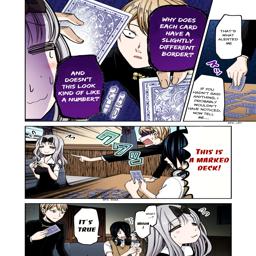 THAT'S
WHAT
ALERTED
ME
WHY DOES
EACH CARD
HAVE A
SLIGHTLY
DIFFERENT
BORDER?
IF YOU
HADN'T SAID
ANYTHING, I
PROBABLY
WOULDN'T
HAVE NOTICED.
NOW TELL
ME...
AND
DOESN'T
THIS LOOK
KIND OF LIKE
A NUMBER?
THIS IS
A MARKED
DECK!
IT'S
TRUE